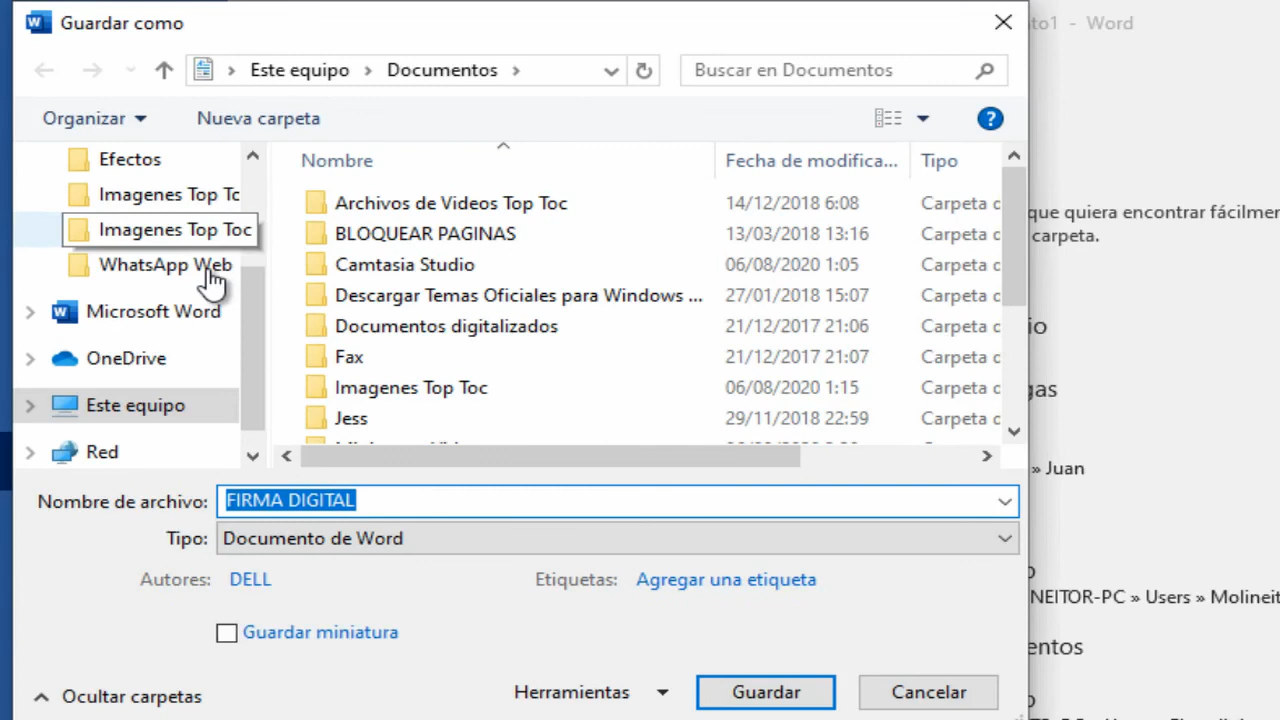 Guardar como
to1 - Word
Este equipo > Documentos >
Buscar en Documentos
Organizar
Nueva carpeta
?
Efectos
Imagenes Top Tc
Imagenes Top Toc
WhatsApp Web
Microsoft Word
OneDrive
Este equipo
Red
Nombre
Fecha de modifica...
Tipo
Archivos de Videos Top Toc 14/12/2018 6:08 Carpeta c
BLOQUEAR PAGINAS 13/03/2018 13:16 Carpeta c
Camtasia Studio 06/08/2020 1:05 Carpeta c
Descargar Temas Oficiales para Windows ... 27/01/2018 15:07 Carpeta c
Documentos digitalizados 21/12/2017 21:06 Carpeta c
Fax 21/12/2017 21:07 Carpeta c
Imagenes Top Toc 06/08/2020 1:15 Carpeta c
Jess 29/11/2018 22:59 Carpeta c
Nombre de archivo: FIRMA DIGITAL
Tipo: Documento de Word
Autores: DELL
Etiquetas: Agregar una etiqueta
Guardar miniatura
Ocultar carpetas
Herramientas
Guardar
Cancelar
que quiera encontrar fácilmen
carpeta.
io
gas
» Juan
NEITOR-PC » Users » Molineit
entos